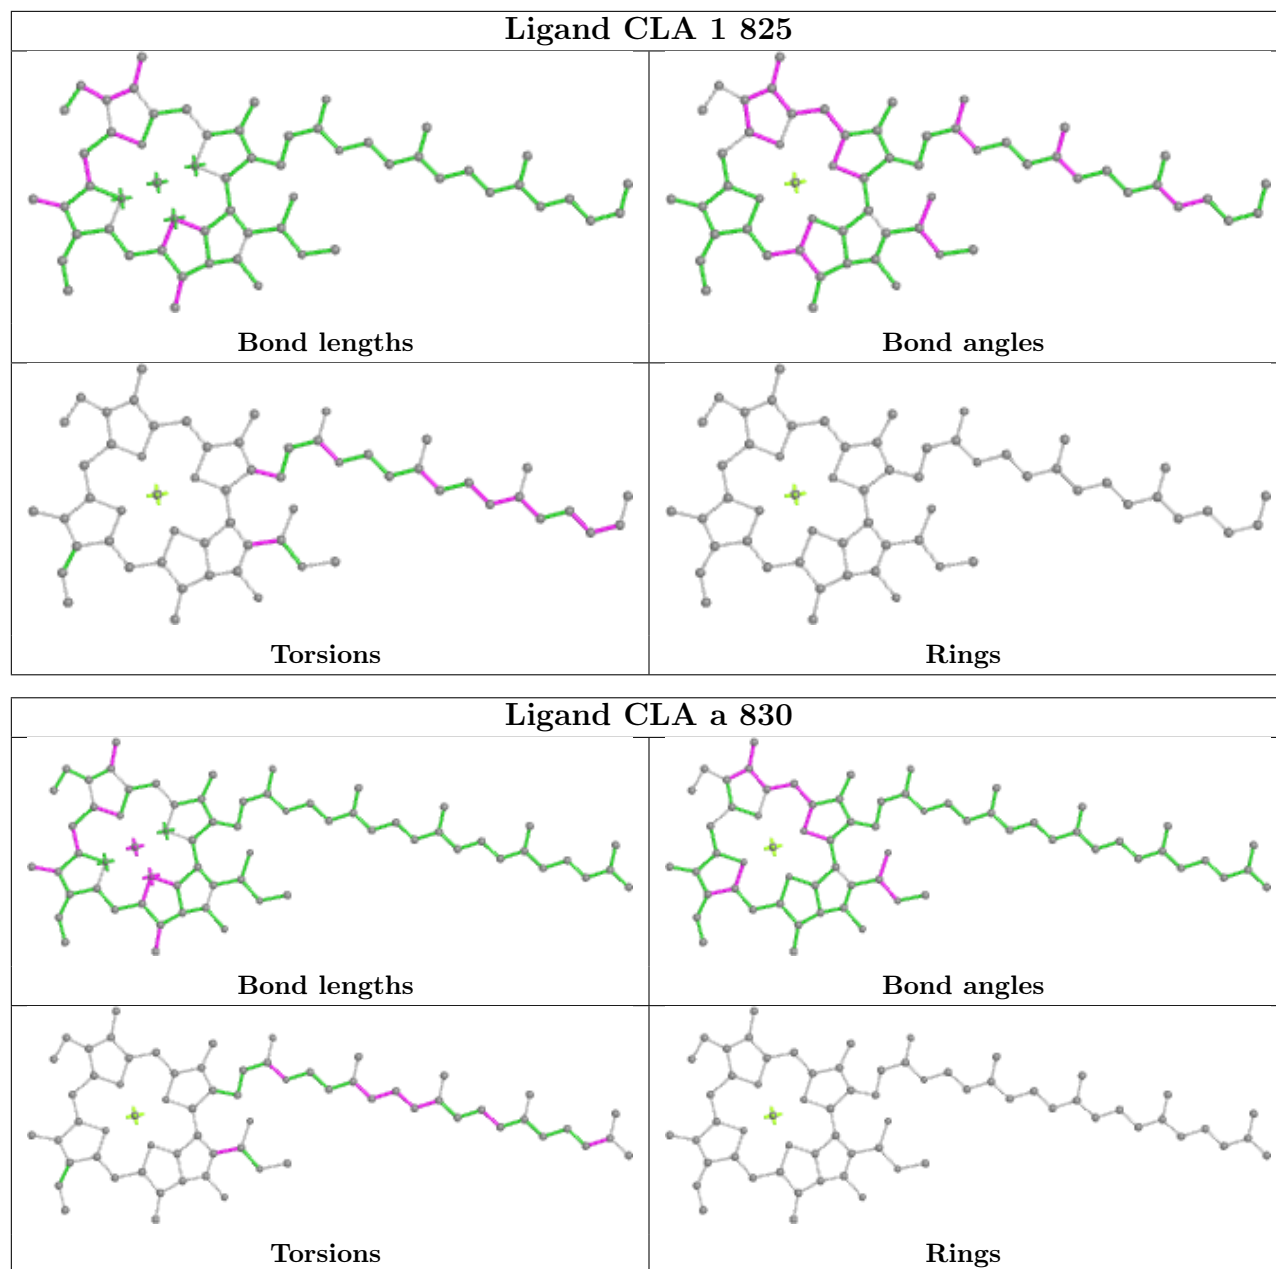 Ligand CLA 1 825
Bond lengths
Bond angles
Torsions
Rings
Ligand CLA a 830
Bond lengths
Bond angles
Torsions
Rings